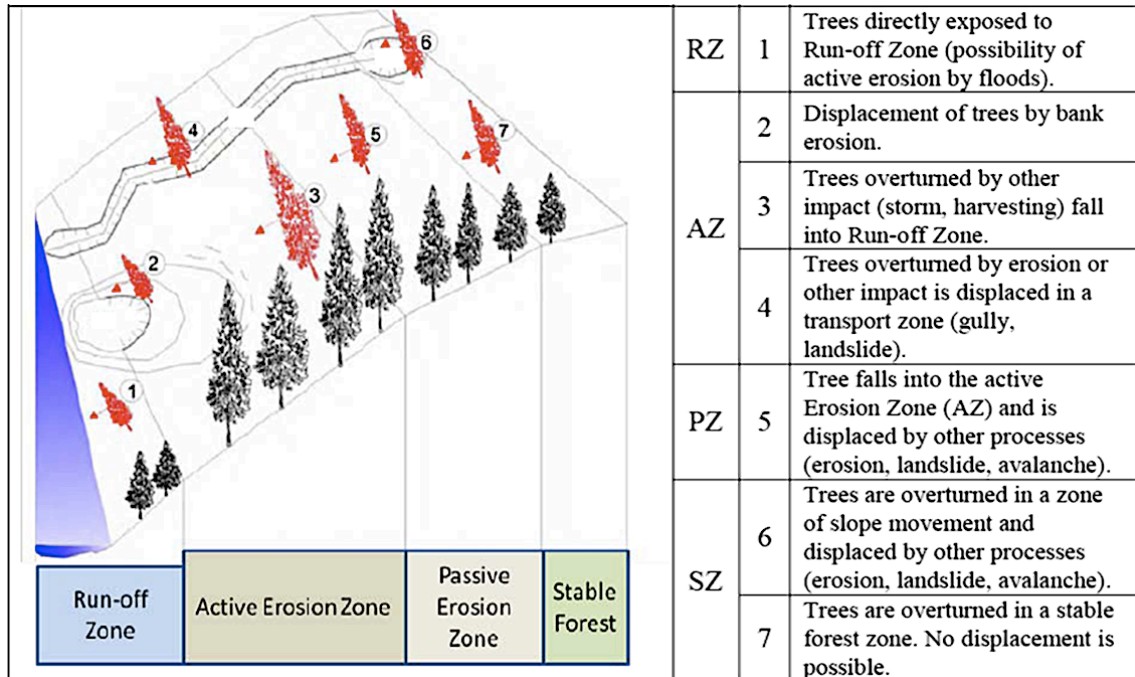 6
4
5
7
3
2
1
Run-off
Zone
Active Erosion Zone
Passive
Erosion
Zone
Stable
Forest
RZ
1
Trees directly exposed to
Run-off Zone (possibility of
active erosion by floods).
AZ
2
Displacement of trees by bank
erosion.
3
Trees overturned by other
impact (storm, harvesting) fall
into Run-off Zone.
4
Trees overturned by erosion or
other impact is displaced in a
transport zone (gully,
landslide).
PZ
5
Tree falls into the active
Erosion Zone (AZ) and is
displaced by other processes
(erosion, landslide, avalanche).
SZ
6
Trees are overturned in a zone
of slope movement and
displaced by other processes
(erosion, landslide, avalanche).
7
Trees are overturned in a stable
forest zone. No displacement is
possible.